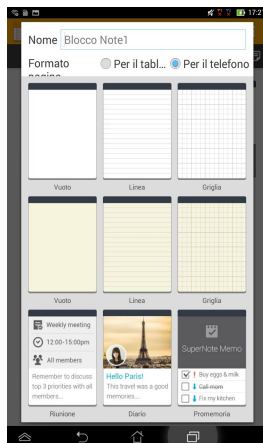 17:27
Nome Blocco Note1
Formato pagina
Per il tabl... Per il telefono
Vuoto Linea Griglia
Vuoto Linea Griglia
Weekly meeting
12:00-15:00pm
All members
Remember to discuss
top 3 priorities with all
members...
Hello Paris!
This travel was a good
memories...
SuperNote Memo
Buy eggs & milk
Call mom
Fix my kitchen
Riunione Diario Promemoria